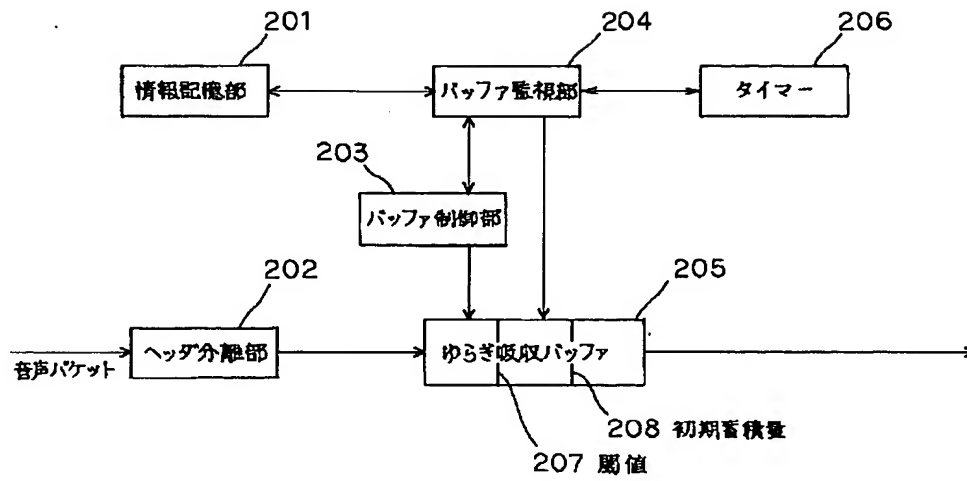 201
204
206
情報記憶部
バッファ監視部
タイマー
203
バッファ制御部
202
205
ヘッダ分離部
ゆらぎ吸収バッファ
音声パケット
208 初期蓄積量
207 閾値